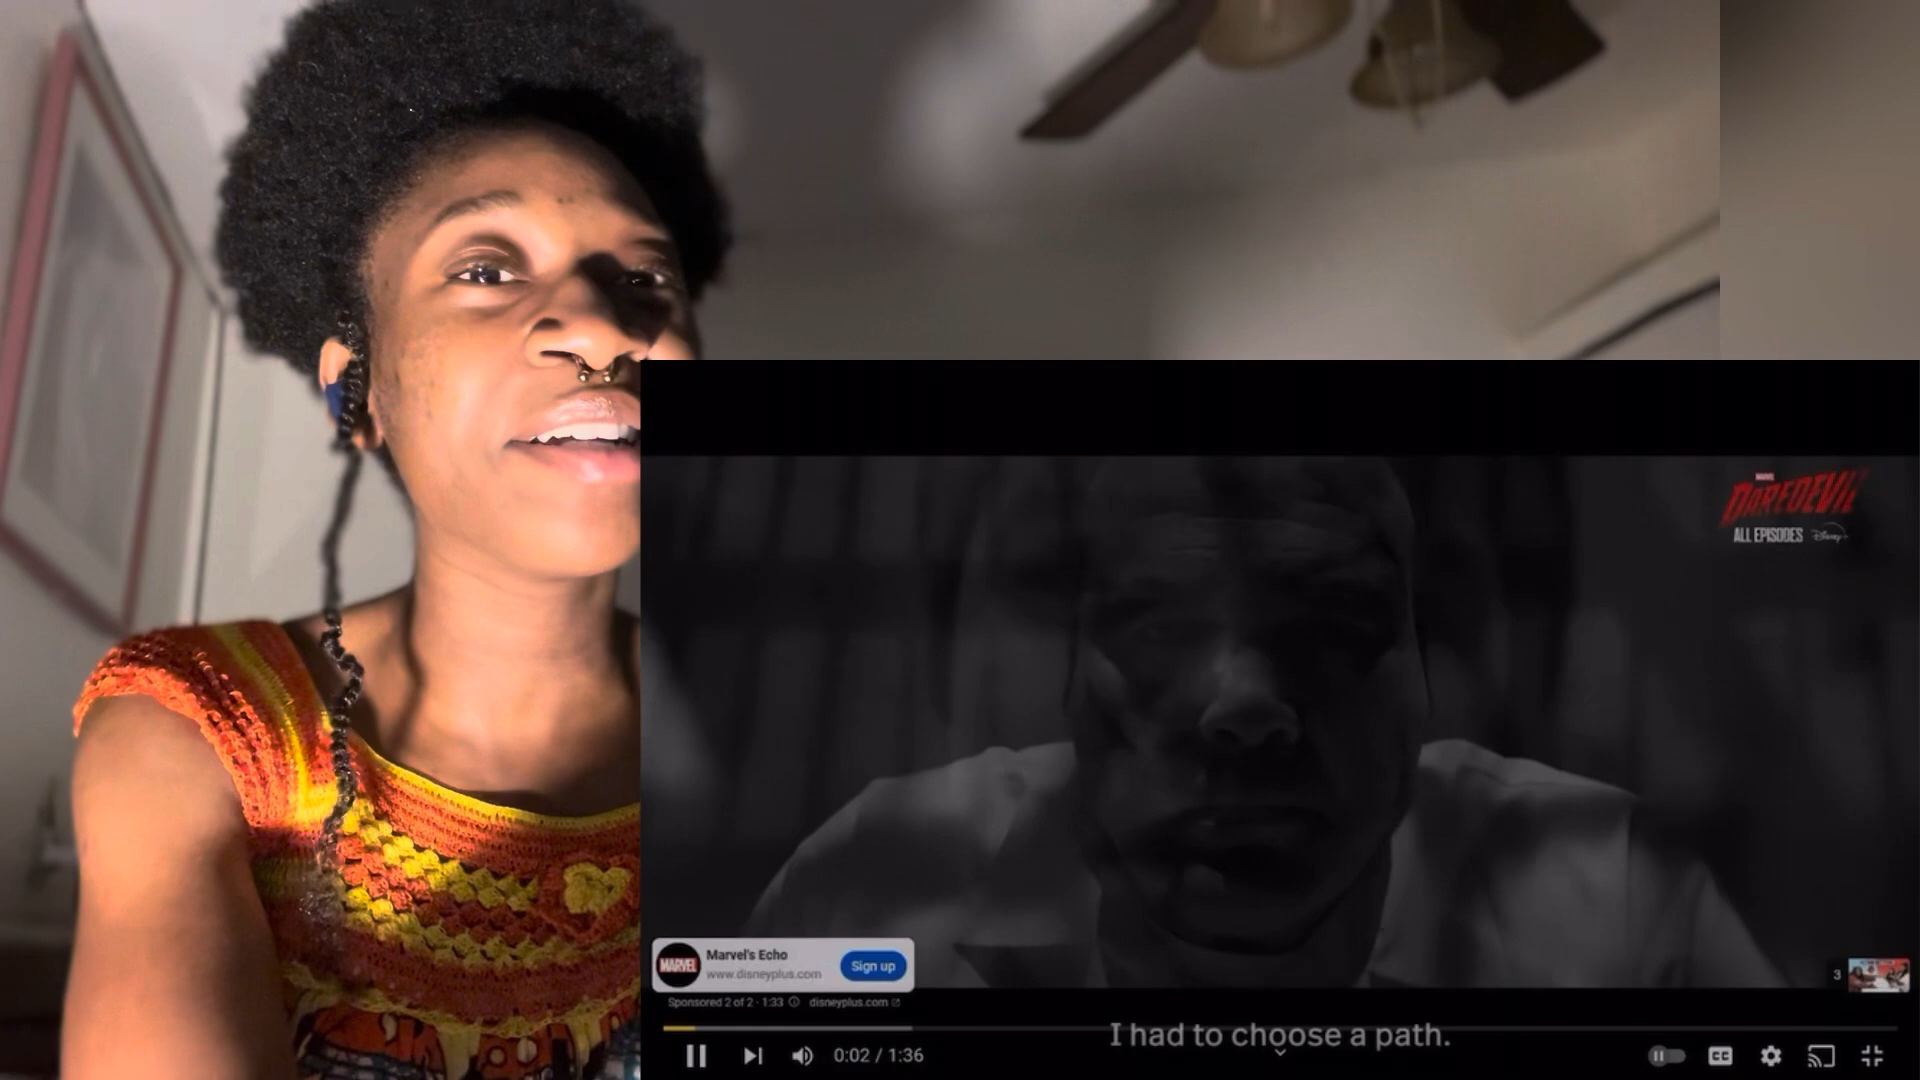 MARVEL
DAREDEVIL
ALL EPISODES Disney+
MARVEL
Marvel's Echo
www.disneyplus.com
Sign up
3
Sponsored 2 of 2 · 1:33
disneyplus.com
I had to choose a path.
0:02 / 1:36
CC